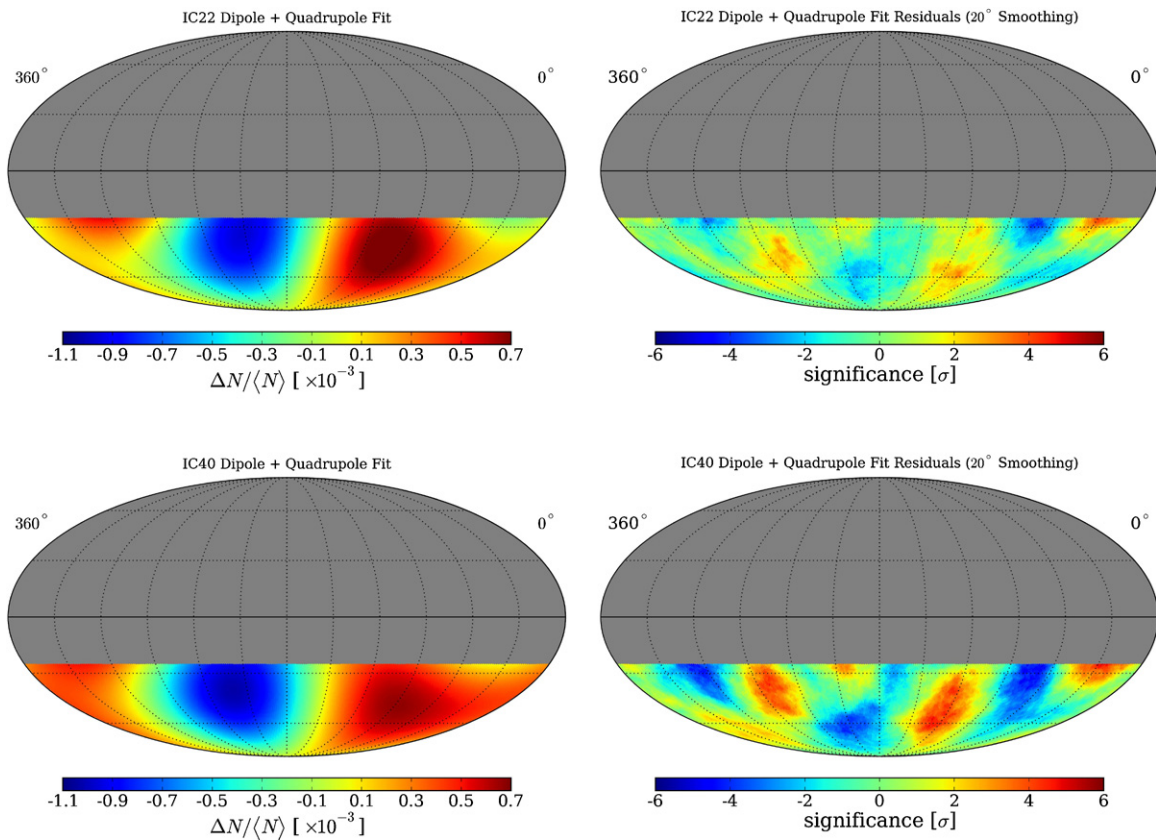 IC22 Dipole + Quadrupole Fit
360°
0°
-1.1 -0.9 -0.7 -0.5 -0.3 -0.1 0.1 0.3 0.5 0.7
ΔN/⟨N⟩ [ ×10⁻³ ]
IC22 Dipole + Quadrupole Fit Residuals (20° Smoothing)
360°
0°
-6 -4 -2 0 2 4 6
significance [σ]
IC40 Dipole + Quadrupole Fit
360°
0°
-1.1 -0.9 -0.7 -0.5 -0.3 -0.1 0.1 0.3 0.5 0.7
ΔN/⟨N⟩ [ ×10⁻³ ]
IC40 Dipole + Quadrupole Fit Residuals (20° Smoothing)
360°
0°
-6 -4 -2 0 2 4 6
significance [σ]